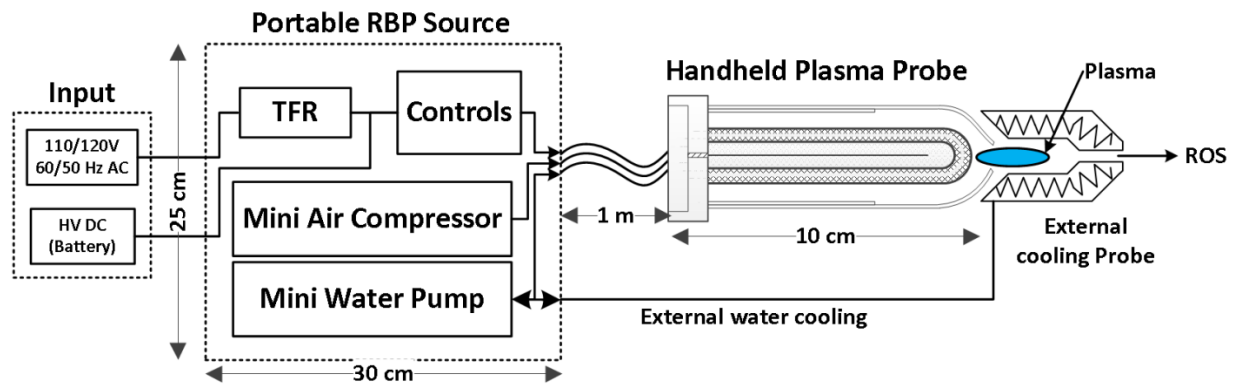 Portable RBP Source
Input
110/120V
60/50 Hz AC
HV DC
(Battery)
25 cm
TFR
Controls
Mini Air Compressor
Mini Water Pump
30 cm
1 m
Handheld Plasma Probe
Plasma
ROS
10 cm
External
cooling Probe
External water cooling